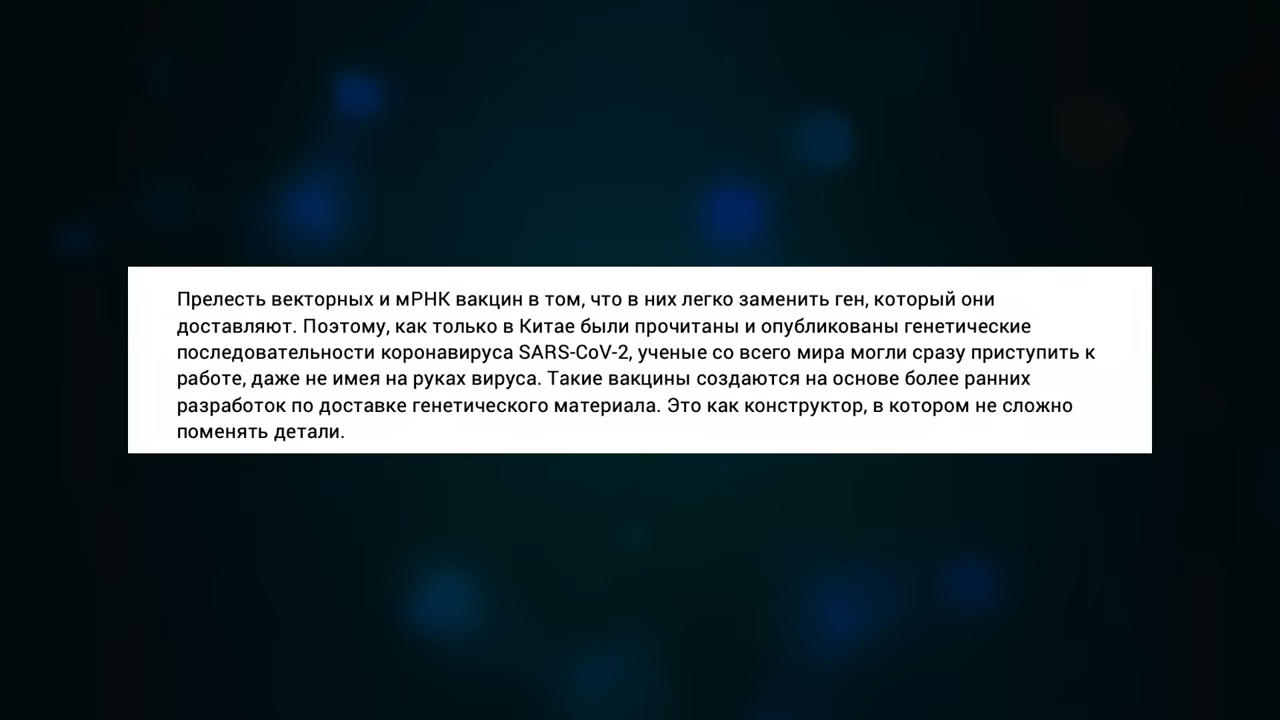 Прелесть векторных и мРНК вакцин в том, что в них легко заменить ген, который они
доставляют. Поэтому, как только в Китае были прочитаны и опубликованы генетические
последовательности коронавируса SARS-CoV-2, ученые со всего мира могли сразу приступить к
работе, даже не имея на руках вируса. Такие вакцины создаются на основе более ранних
разработок по доставке генетического материала. Это как конструктор, в котором не сложно
поменять детали.